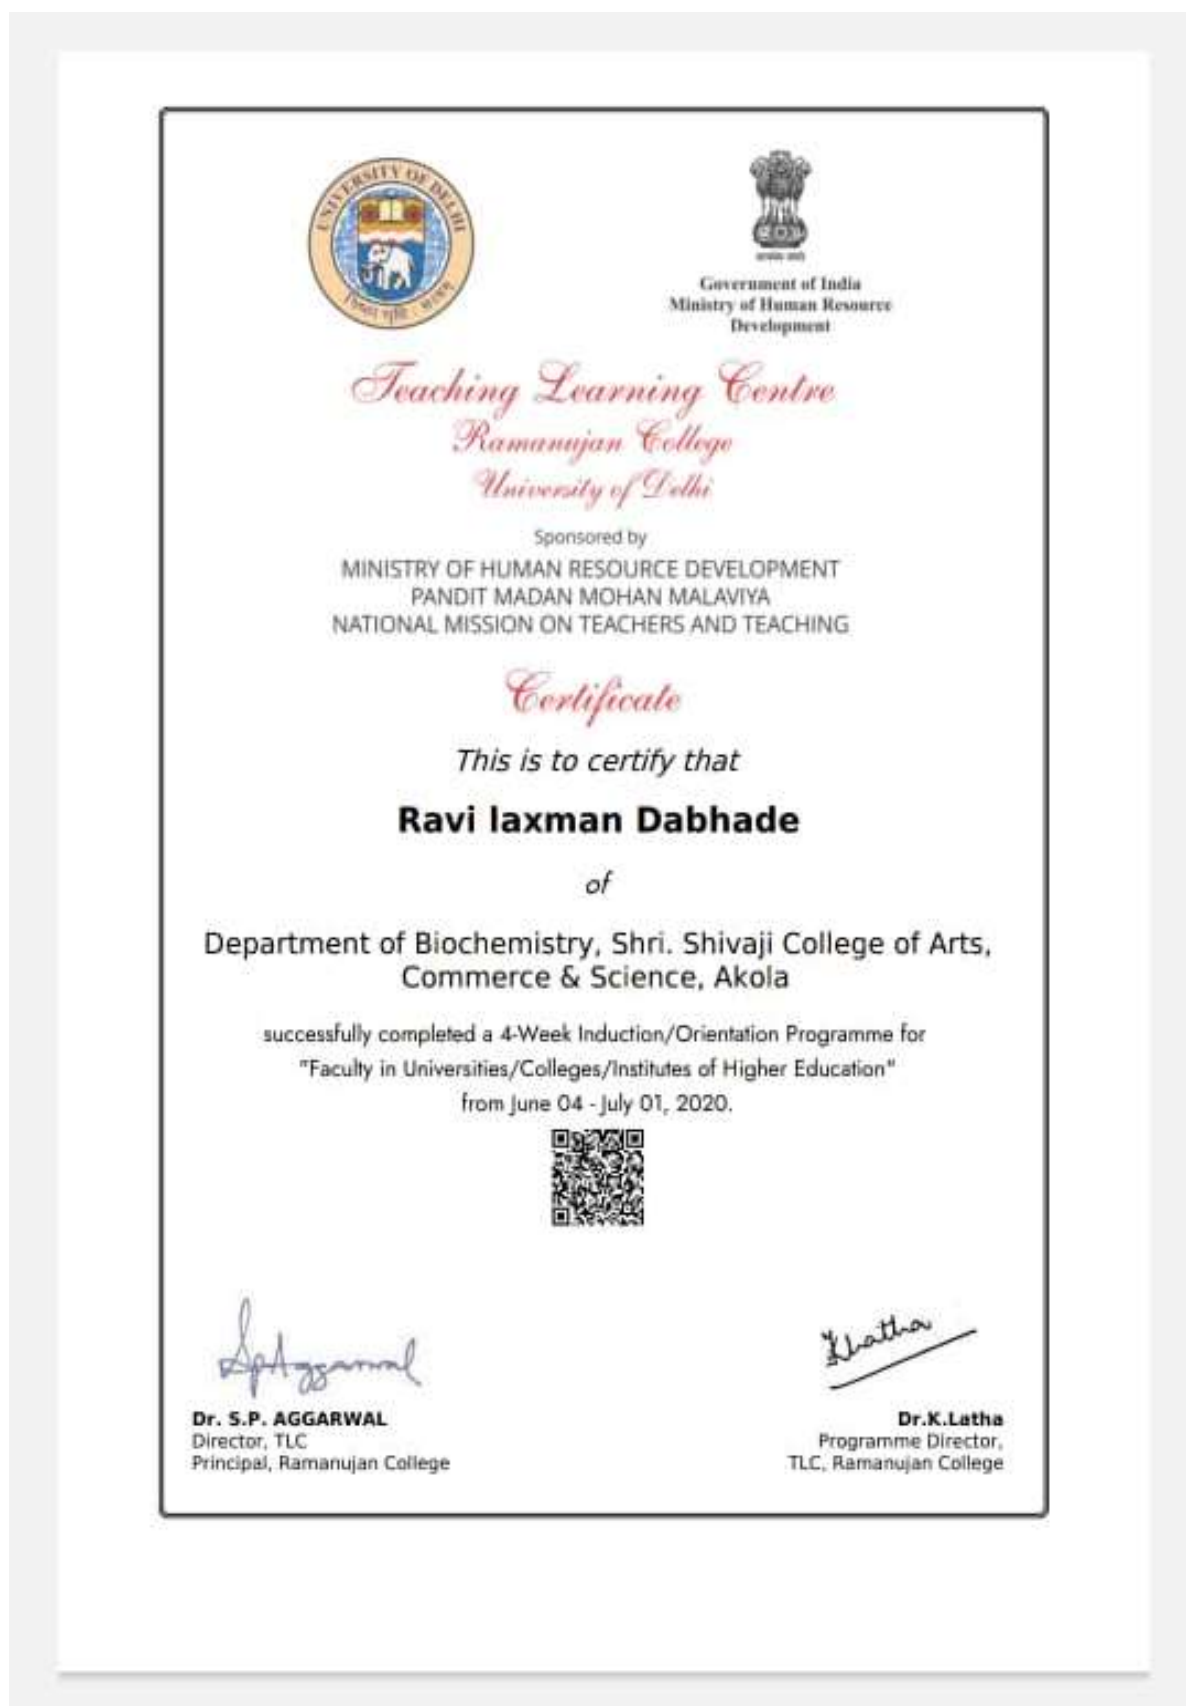 UNIVERSITY OF DELHI
Government of India
Ministry of Human Resource
Development
Teaching Learning Centre
Ramanujan College
University of Delhi
Sponsored by
MINISTRY OF HUMAN RESOURCE DEVELOPMENT
PANDIT MADAN MOHAN MALAVIYA
NATIONAL MISSION ON TEACHERS AND TEACHING
Certificate
This is to certify that
Ravi laxman Dabhade
of
Department of Biochemistry, Shri. Shivaji College of Arts,
Commerce & Science, Akola
successfully completed a 4-Week Induction/Orientation Programme for
"Faculty in Universities/Colleges/Institutes of Higher Education"
from June 04 - July 01, 2020.
SpAggarwal
Klatha
Dr. S.P. AGGARWAL
Director, TLC
Principal, Ramanujan College
Dr.K.Latha
Programme Director,
TLC, Ramanujan College